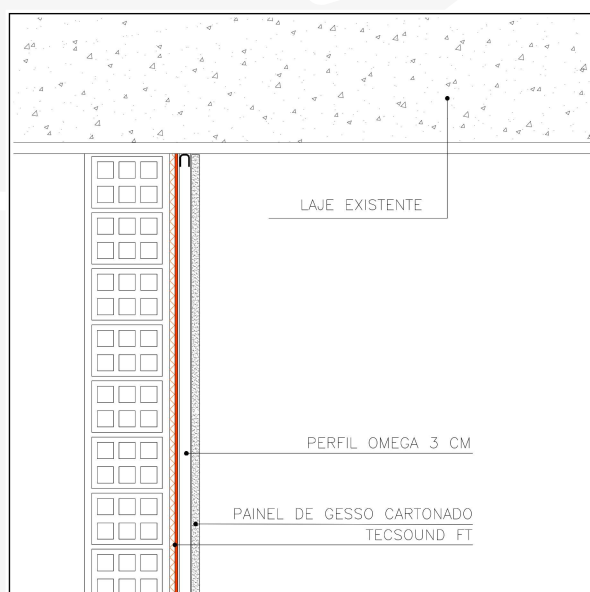 LAJE EXISTENTE
PERFIL OMEGA 3 CM
PAINEL DE GESSO CARTONADO
TECSOUND FT